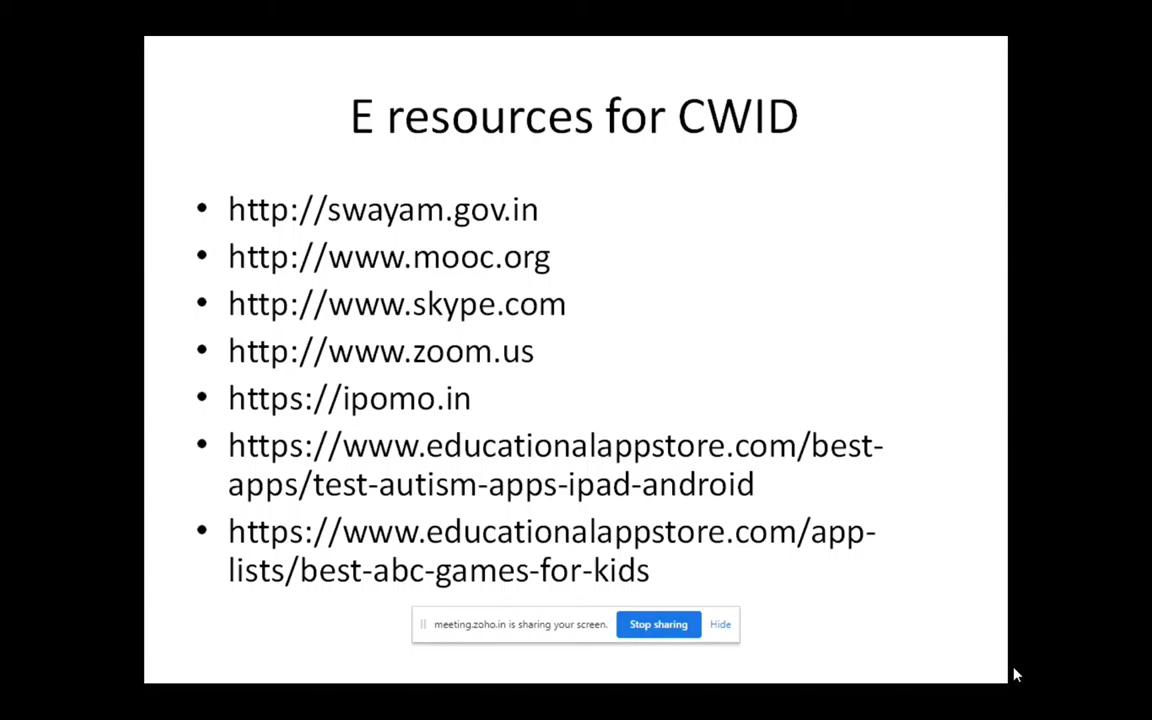 E resources for CWID
• http://swayam.gov.in
• http://www.mooc.org
• http://www.skype.com
• http://www.zoom.us
• https://ipomo.in
• https://www.educationalappstore.com/best-
apps/test-autism-apps-ipad-android
• https://www.educationalappstore.com/app-
lists/best-abc-games-for-kids
meeting.zoho.in is sharing your screen. Stop sharing Hide